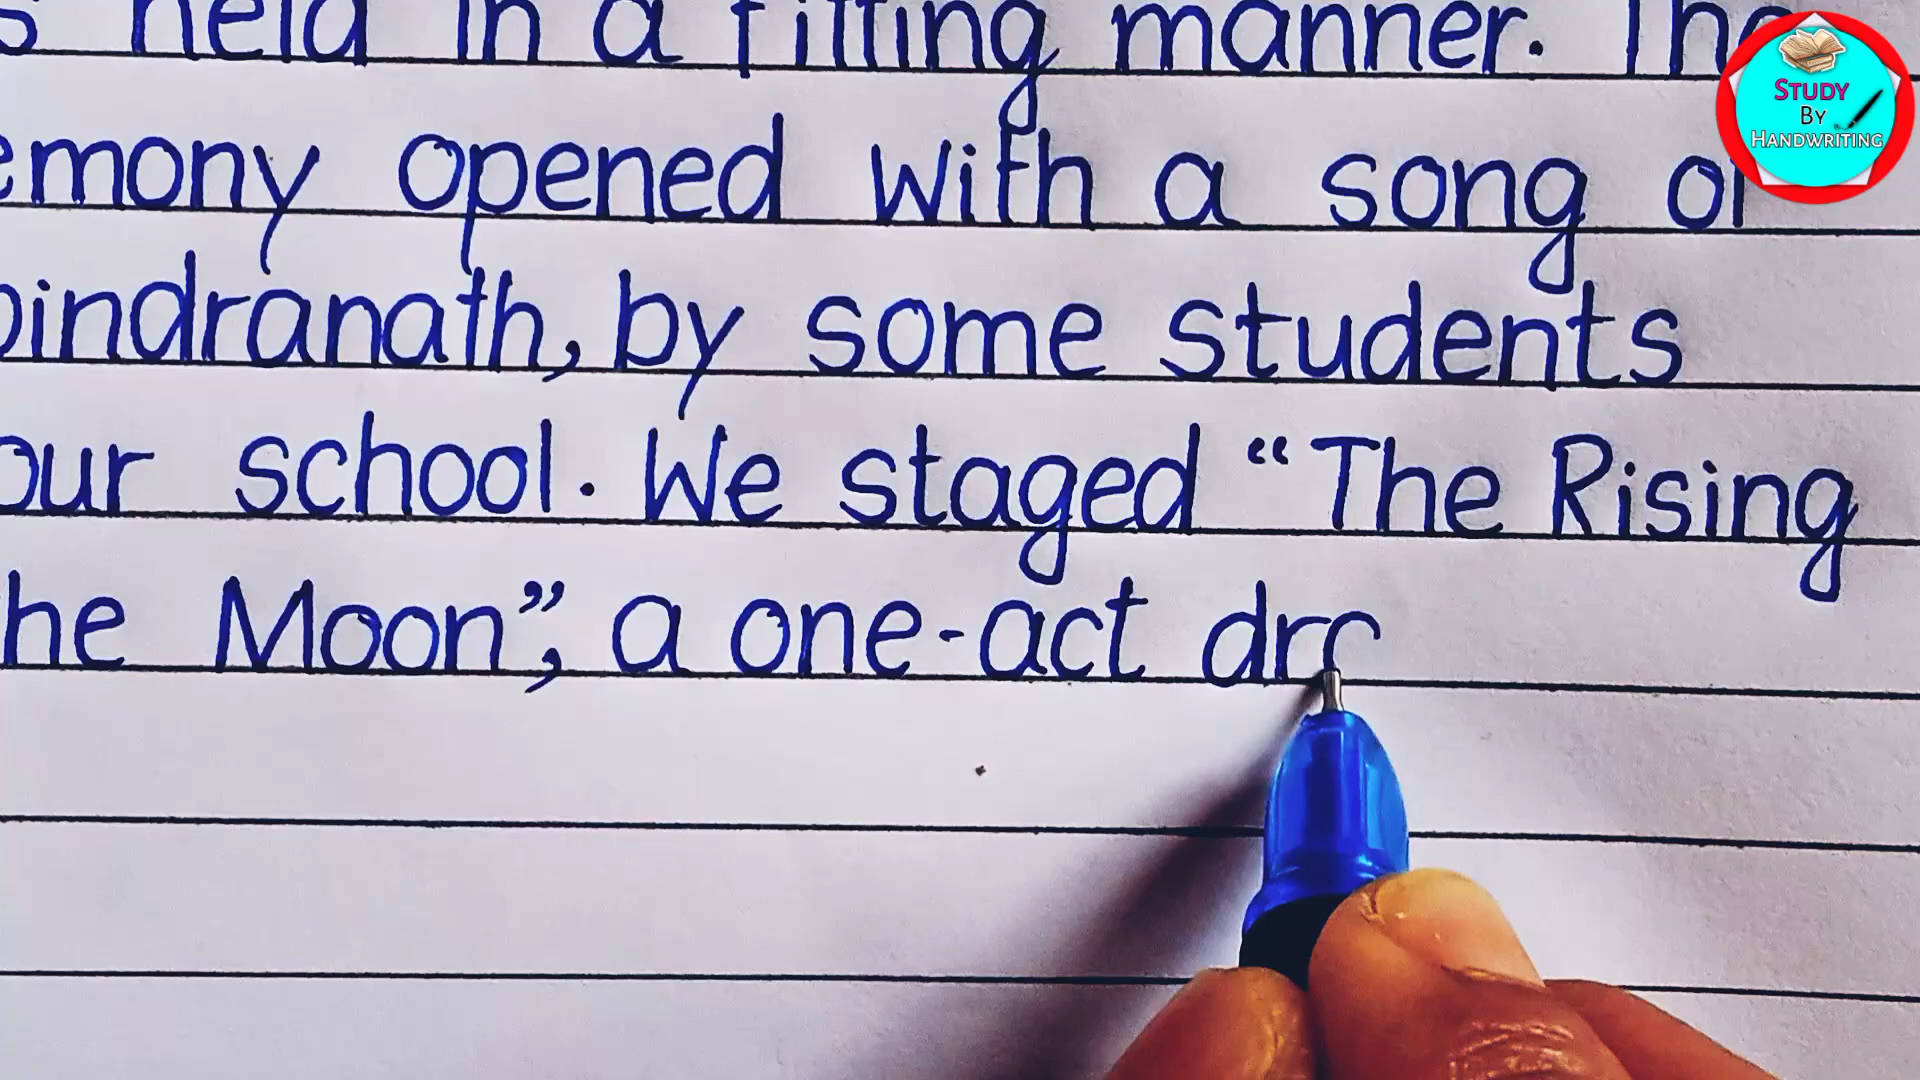 s held in a fitting manner. The
emony opened with a song of
bindranath, by some students
our school. We staged “The Rising
he Moon”, a one-act dra
STUDY
BY
HANDWRITING